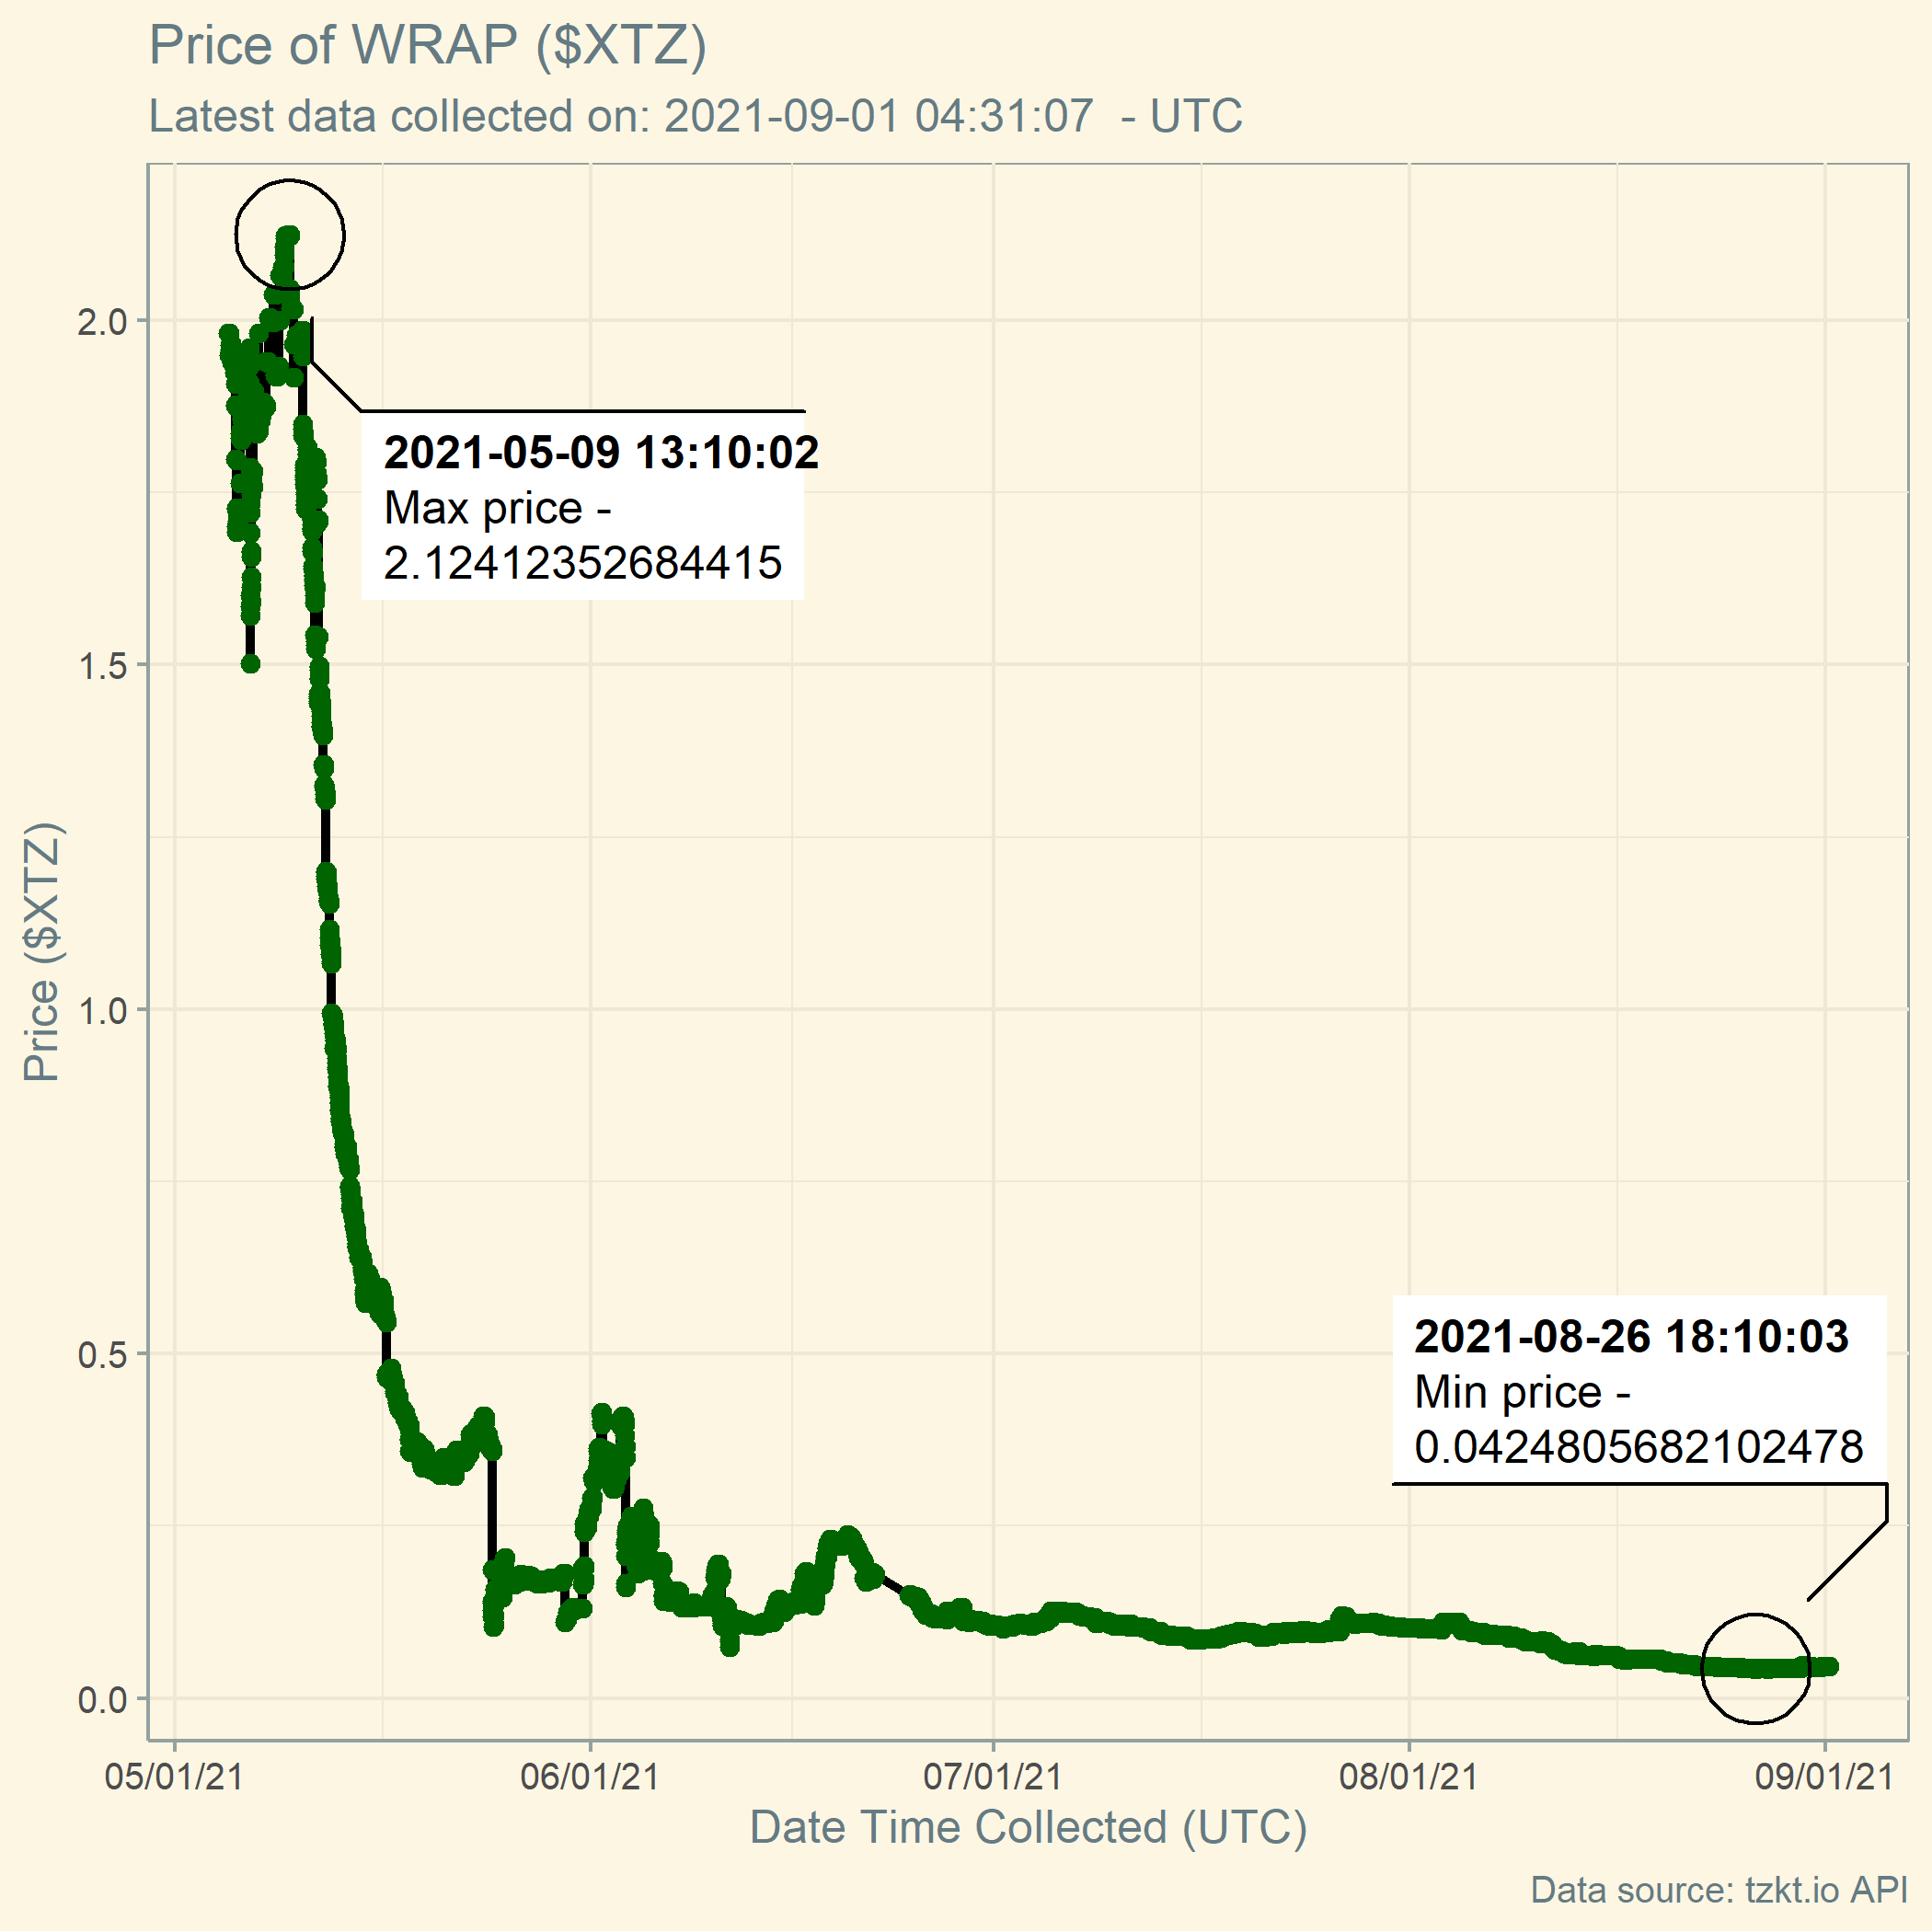 Price of WRAP ($XTZ)
Latest data collected on: 2021-09-01 04:31:07  - UTC
Price ($XTZ)
2.0
1.5
1.0
0.5
0.0
2021-05-09 13:10:02
Max price -
2.12412352684415
2021-08-26 18:10:03
Min price -
0.0424805682102478
05/01/21
06/01/21
07/01/21
08/01/21
09/01/21
Date Time Collected (UTC)
Data source: tzkt.io API